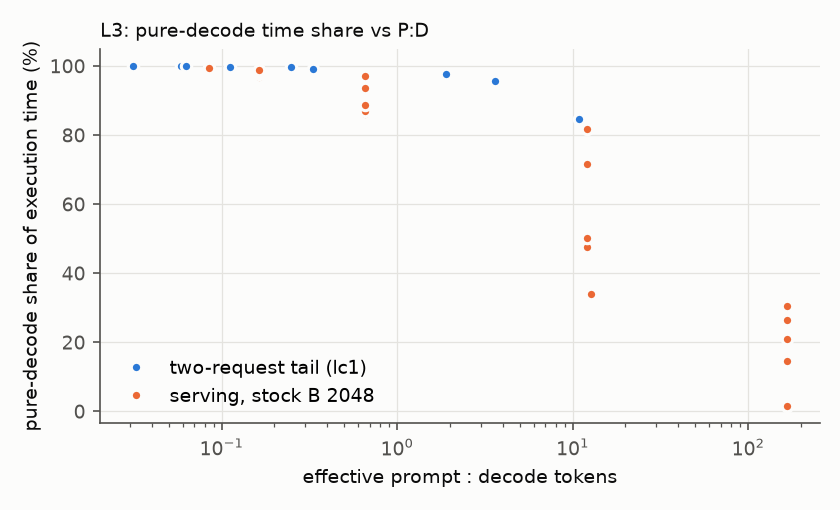 L3: pure-decode time share vs P:D
pure-decode share of execution time (%)
100
80
60
40
20
0
two-request tail (lc1)
serving, stock B 2048
10⁻¹
10⁰
10¹
10²
effective prompt : decode tokens